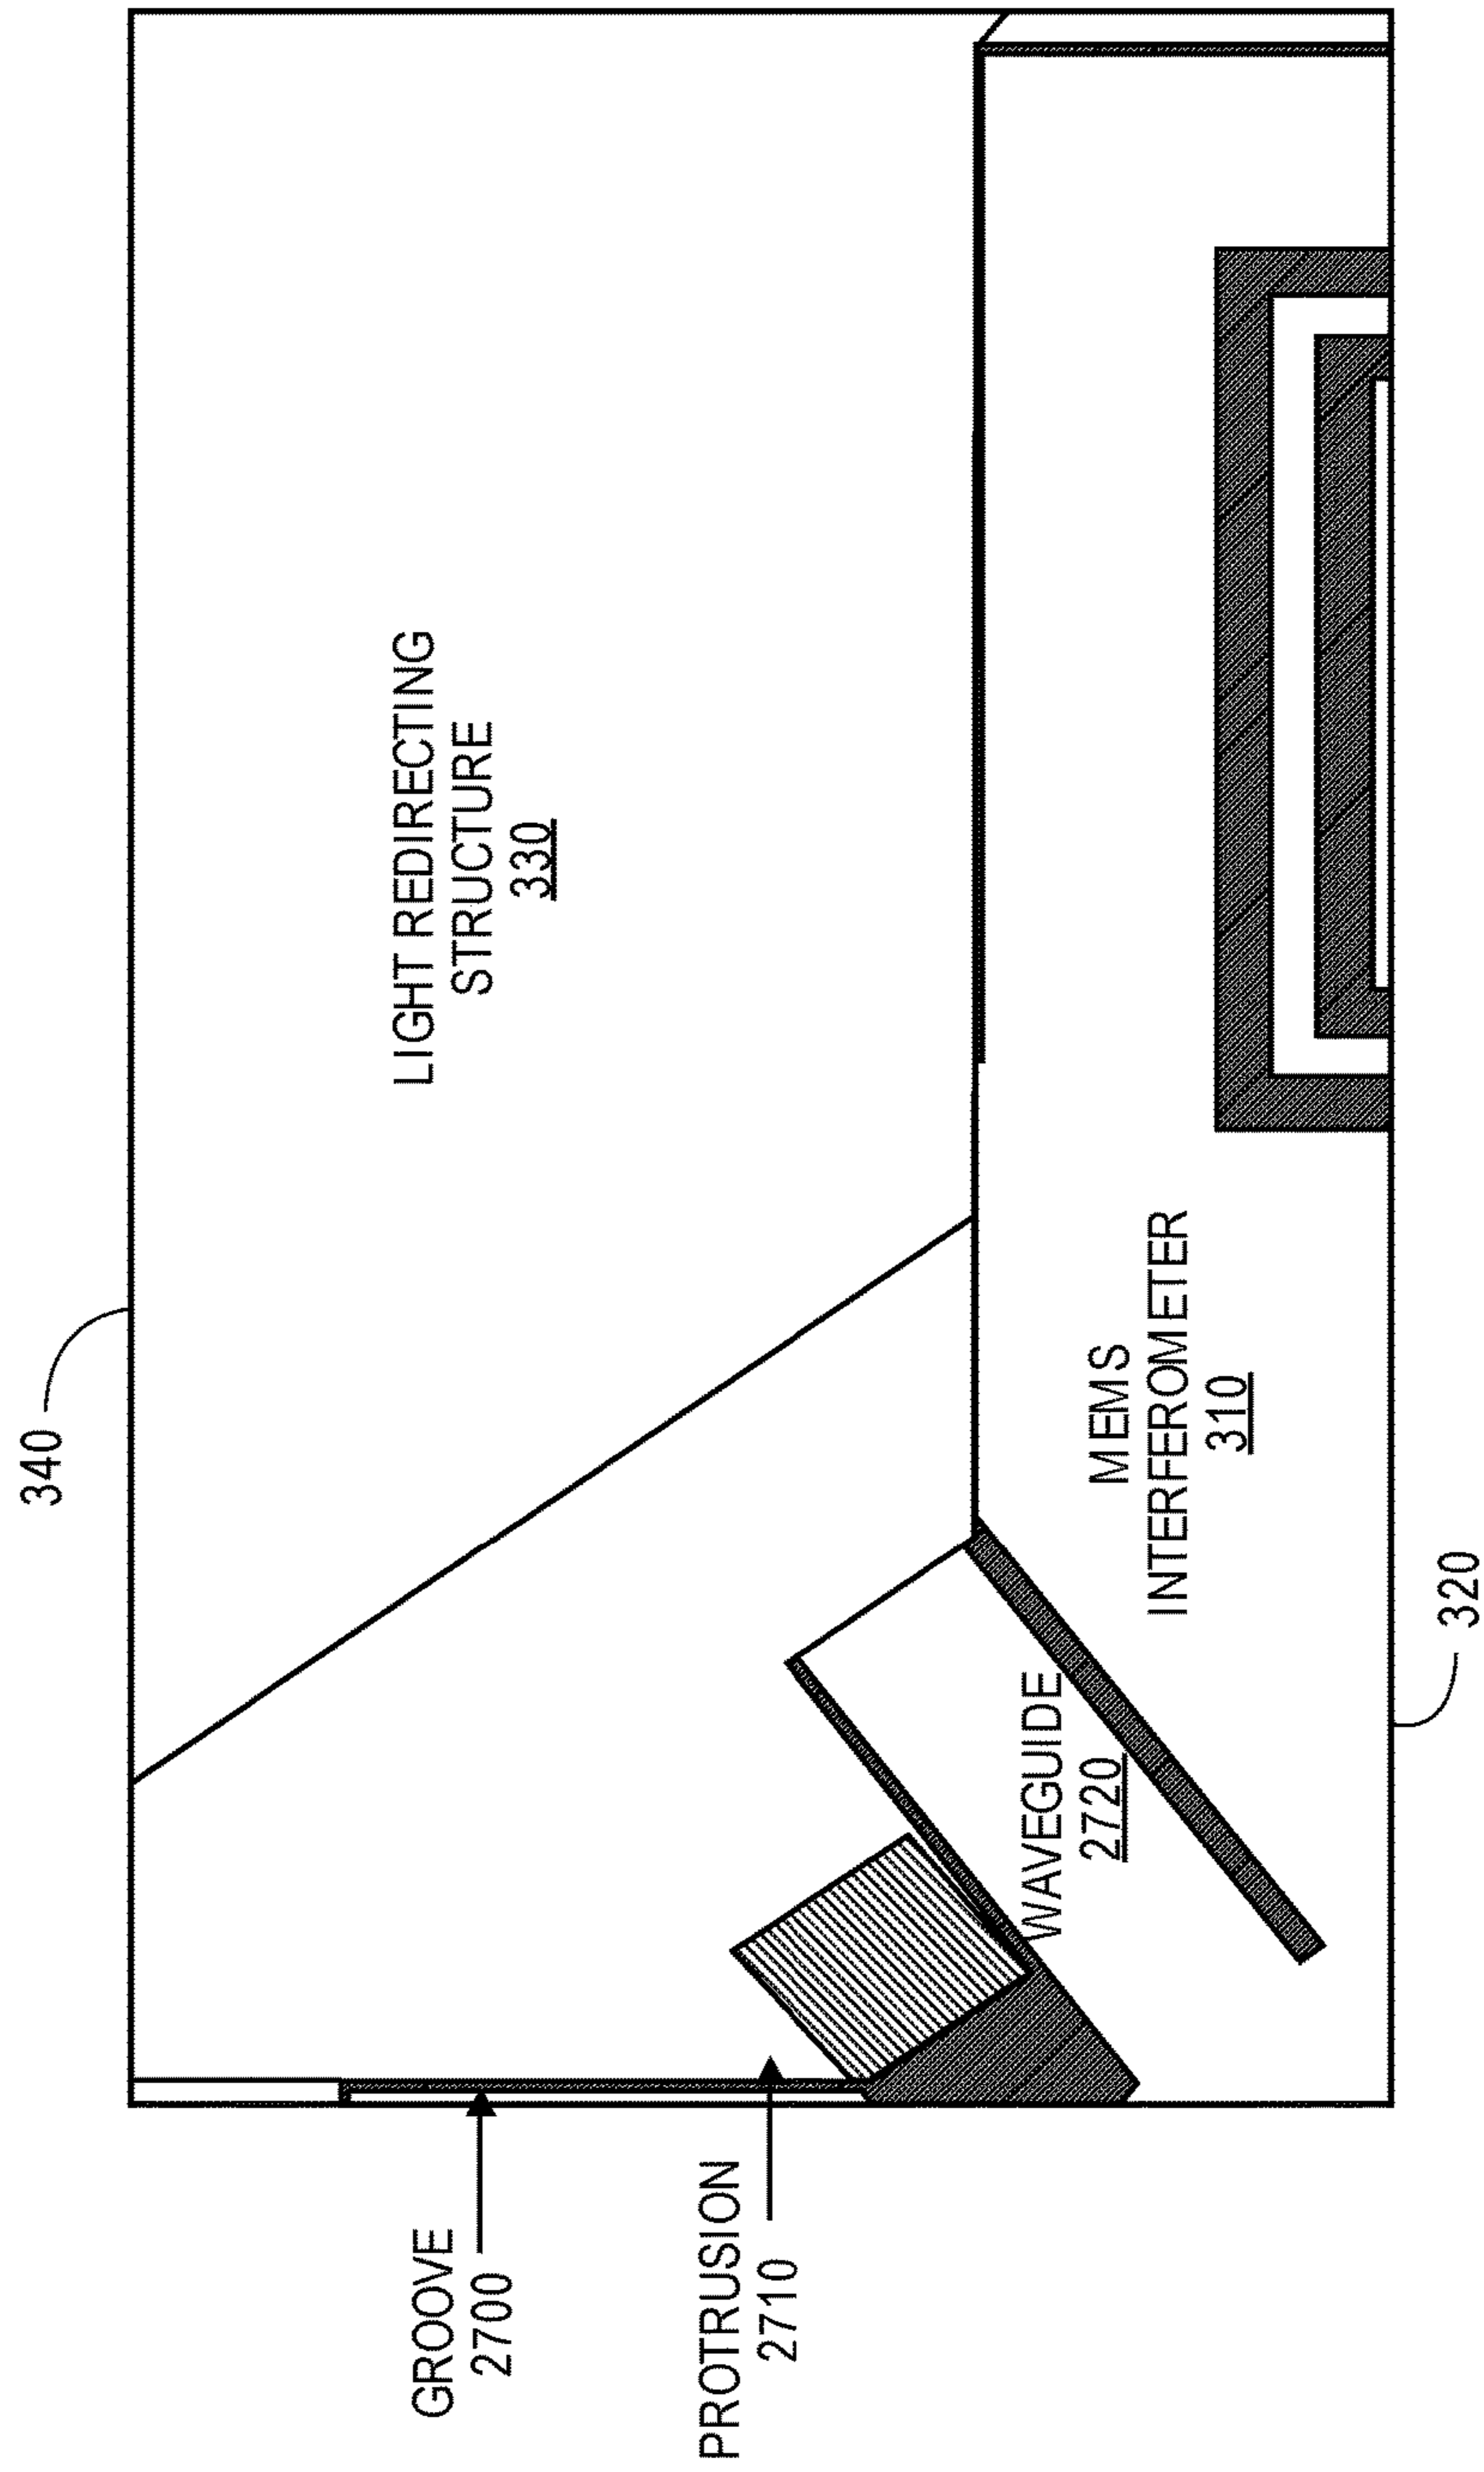 340
LIGHT REDIRECTING
STRUCTURE
330
GROOVE
2700
PROTRUSION
2710
WAVEGUIDE
2720
MEMS
INTERFEROMETER
310
320